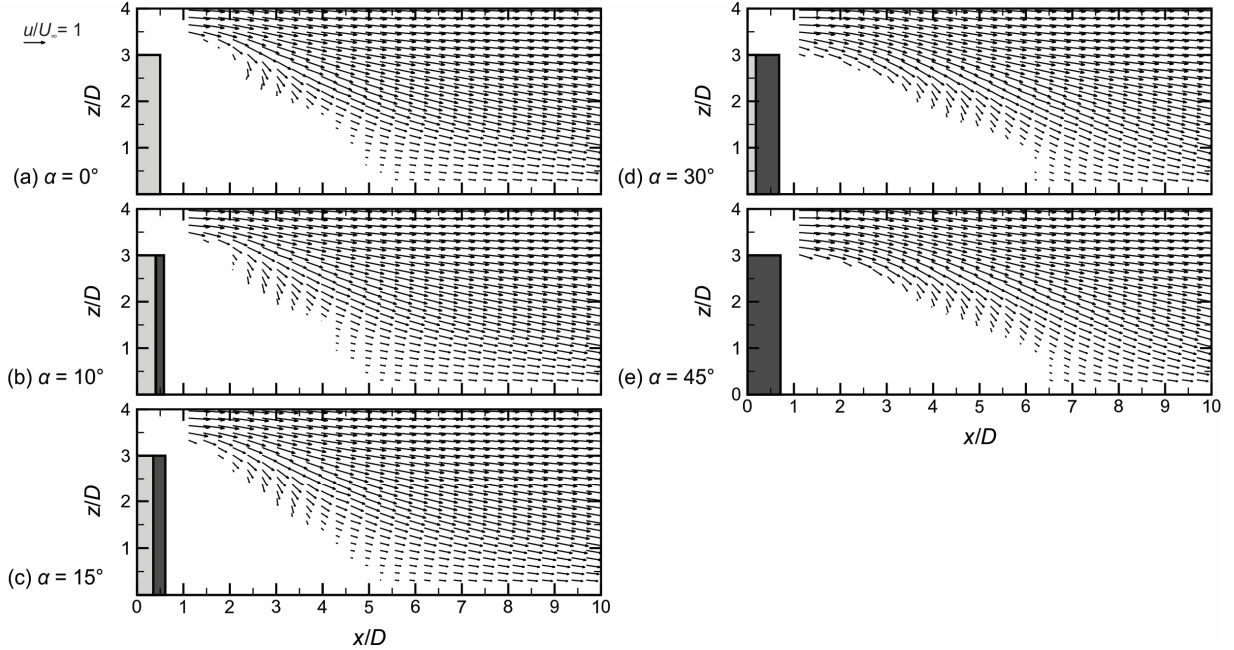 u/U∞ = 1
4
3
2
1
z/D
(a) α = 0°
4
3
2
1
z/D
(b) α = 10°
4
3
2
1
z/D
(c) α = 15°
0 1 2 3 4 5 6 7 8 9 10
x/D
4
3
2
1
z/D
(d) α = 30°
4
3
2
1
0
z/D
(e) α = 45°
0 1 2 3 4 5 6 7 8 9 10
x/D